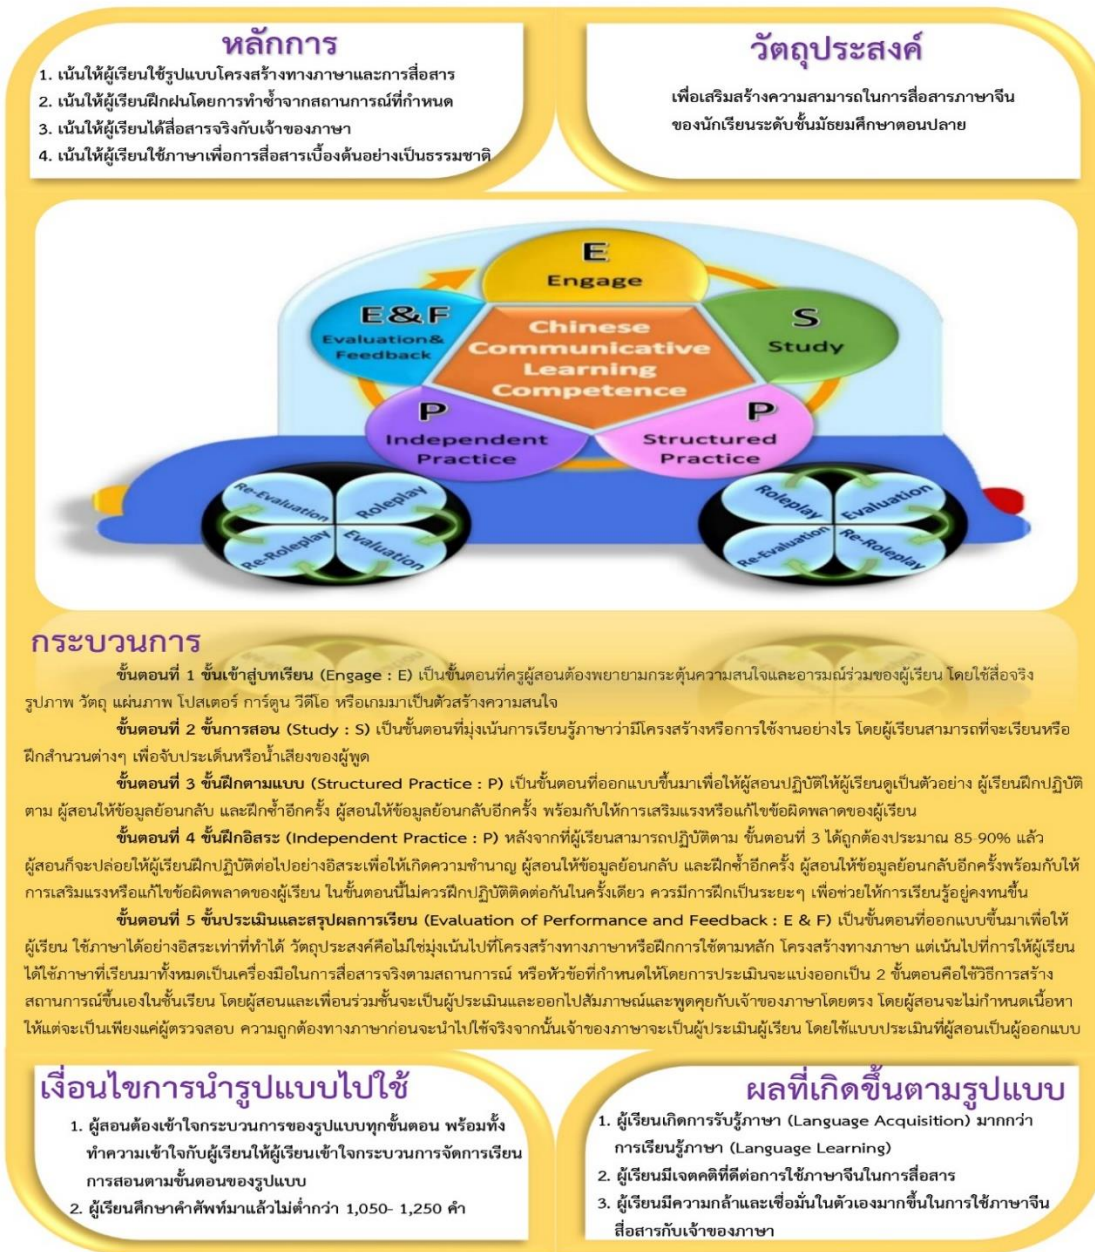 หลักการ
1. เน้นให้ผู้เรียนใช้รูปแบบโครงสร้างทางภาษาและการสื่อสาร
2. เน้นให้ผู้เรียนฝึกฝนโดยการทำซ้ำจากสถานการณ์ที่กำหนด
3. เน้นให้ผู้เรียนได้สื่อสารจริงกับเจ้าของภาษา
4. เน้นให้ผู้เรียนใช้ภาษาเพื่อการสื่อสารเบื้องต้นอย่างเป็นธรรมชาติ
วัตถุประสงค์
เพื่อเสริมสร้างความสามารถในการสื่อสารภาษาจีน
ของนักเรียนระดับชั้นมัธยมศึกษาตอนปลาย
E
Engage
S
Study
P
Structured
Practice
P
Independent
Practice
E&F
Evaluation&
Feedback
Chinese
Communicative
Learning
Competence
Re-Evaluation
Roleplay
Re-Roleplay
Evaluation
Roleplay
Evaluation
Re-Evaluation
Re-Roleplay
กระบวนการ
ขั้นตอนที่ 1 ขั้นเข้าสู่บทเรียน (Engage : E) เป็นขั้นตอนที่ครูผู้สอนต้องพยายามกระตุ้นความสนใจและอารมณ์ร่วมของผู้เรียน โดยใช้สื่อจริง
รูปภาพ วัตถุ แผ่นภาพ โปสเตอร์ การ์ตูน วีดีโอ หรือเกมมาเป็นตัวสร้างความสนใจ
ขั้นตอนที่ 2 ขั้นการสอน (Study : S) เป็นขั้นตอนที่มุ่งเน้นการเรียนรู้ภาษาว่ามีโครงสร้างหรือการใช้งานอย่างไร โดยผู้เรียนสามารถที่จะเรียนหรือ
ฝึกสำนวนต่างๆ เพื่อจับประเด็นหรือน้ำเสียงของผู้พูด
ขั้นตอนที่ 3 ขั้นฝึกตามแบบ (Structured Practice : P) เป็นขั้นตอนที่ออกแบบขึ้นมาเพื่อให้ผู้สอนปฏิบัติให้ผู้เรียนดูเป็นตัวอย่าง ผู้เรียนฝึกปฏิบัติ
ตาม ผู้สอนให้ข้อมูลย้อนกลับ และฝึกซ้ำอีกครั้ง ผู้สอนให้ข้อมูลย้อนกลับอีกครั้ง พร้อมกับให้การเสริมแรงหรือแก้ไขข้อผิดพลาดของผู้เรียน
ขั้นตอนที่ 4 ขั้นฝึกอิสระ (Independent Practice : P) หลังจากที่ผู้เรียนสามารถปฏิบัติตาม ขั้นตอนที่ 3 ได้ถูกต้องประมาณ 85-90% แล้ว
ผู้สอนก็จะปล่อยให้ผู้เรียนฝึกปฏิบัติต่อไปอย่างอิสระเพื่อให้เกิดความชำนาญ ผู้สอนให้ข้อมูลย้อนกลับ และฝึกซ้ำอีกครั้ง ผู้สอนให้ข้อมูลย้อนกลับอีกครั้งพร้อมกับให้
การเสริมแรงหรือแก้ไขข้อผิดพลาดของผู้เรียน ในขั้นตอนนี้ไม่ควรฝึกปฏิบัติติดต่อกันในครั้งเดียว ควรมีการฝึกเป็นระยะๆ เพื่อช่วยให้การเรียนรู้อยู่คงทนขึ้น
ขั้นตอนที่ 5 ขั้นประเมินและสรุปผลการเรียน (Evaluation of Performance and Feedback : E & F) เป็นขั้นตอนที่ออกแบบขึ้นมาเพื่อให้
ผู้เรียน ใช้ภาษาได้อย่างอิสระเท่าที่ทำได้ วัตถุประสงค์คือไม่ใช่มุ่งเน้นไปที่โครงสร้างทางภาษาหรือฝึกการใช้ตามหลัก โครงสร้างทางภาษา แต่เน้นไปที่การให้ผู้เรียน
ได้ใช้ภาษาที่เรียนมาทั้งหมดเป็นเครื่องมือในการสื่อสารจริงตามสถานการณ์ หรือหัวข้อที่กำหนดให้โดยการประเมินจะแบ่งออกเป็น 2 ขั้นตอนคือใช้วิธีการสร้าง
สถานการณ์ขึ้นเองในชั้นเรียน โดยผู้สอนและเพื่อนร่วมชั้นจะเป็นผู้ประเมินและออกไปสัมภาษณ์และพูดคุยกับเจ้าของภาษาโดยตรง โดยผู้สอนจะไม่กำหนดเนื้อหา
ให้แต่จะเป็นเพียงแค่ผู้ตรวจสอบ ความถูกต้องทางภาษาก่อนจะนำไปใช้จริงจากนั้นเจ้าของภาษาจะเป็นผู้ประเมินผู้เรียน โดยใช้แบบประเมินที่ผู้สอนเป็นผู้ออกแบบ
เงื่อนไขการนำรูปแบบไปใช้
1. ผู้สอนต้องเข้าใจกระบวนการของรูปแบบทุกขั้นตอน พร้อมทั้ง
ทำความเข้าใจกับผู้เรียนให้ผู้เรียนเข้าใจกระบวนการจัดการเรียน
การสอนตามขั้นตอนของรูปแบบ
2. ผู้เรียนศึกษาคำศัพท์มาแล้วไม่ต่ำกว่า 1,050- 1,250 คำ
ผลที่เกิดขึ้นตามรูปแบบ
1. ผู้เรียนเกิดการรับรู้ภาษา (Language Acquisition) มากกว่า
การเรียนรู้ภาษา (Language Learning)
2. ผู้เรียนมีเจตคติที่ดีต่อการใช้ภาษาจีนในการสื่อสาร
3. ผู้เรียนมีความกล้าและเชื่อมั่นในตัวเองมากขึ้นในการใช้ภาษาจีน
สื่อสารกับเจ้าของภาษา